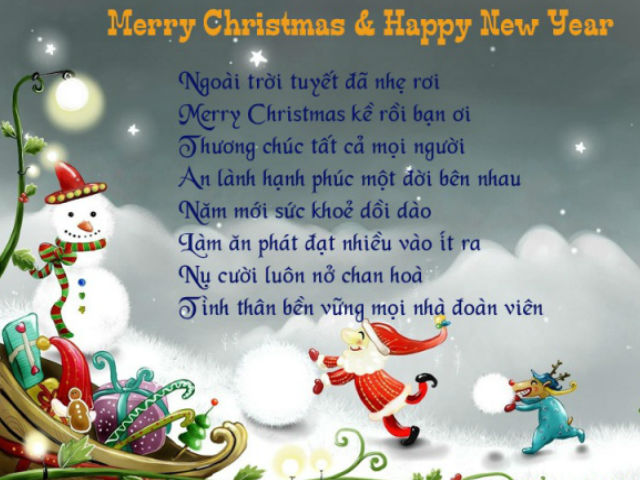 Merry Christmas & Happy New Year
Ngoài trời tuyết đã nhẹ rơi
Merry Christmas kề rồi bạn ơi
Thương chúc tất cả mọi người
An lành hạnh phúc một đời bên nhau
Năm mới sức khoẻ dồi dào
Làm ăn phát đạt nhiều vào ít ra
Nụ cười luôn nở chan hoà
Tình thân bền vững mọi nhà đoàn viên